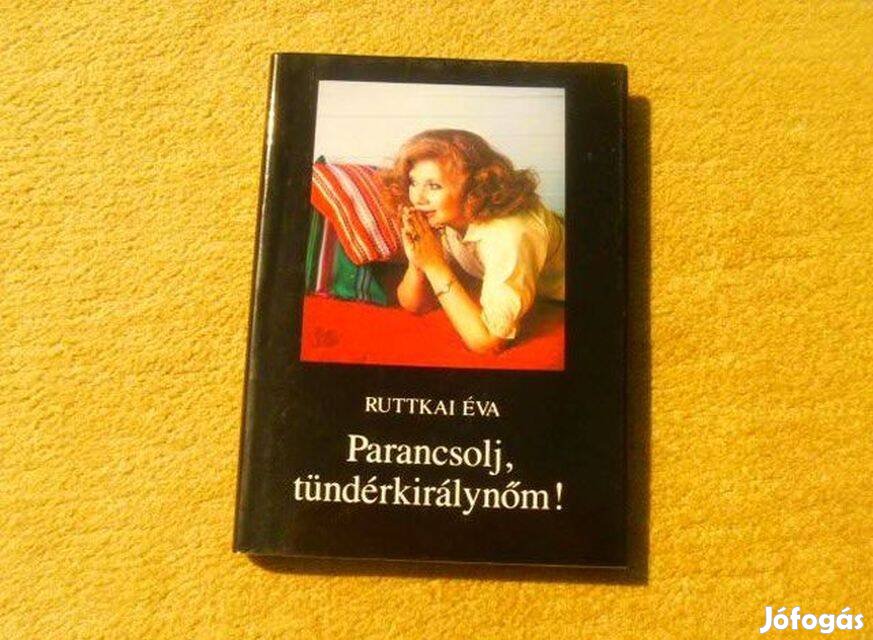 RUTTKAI ÉVA
Parancsolj,
tündérkirálynőm!
Jófogás